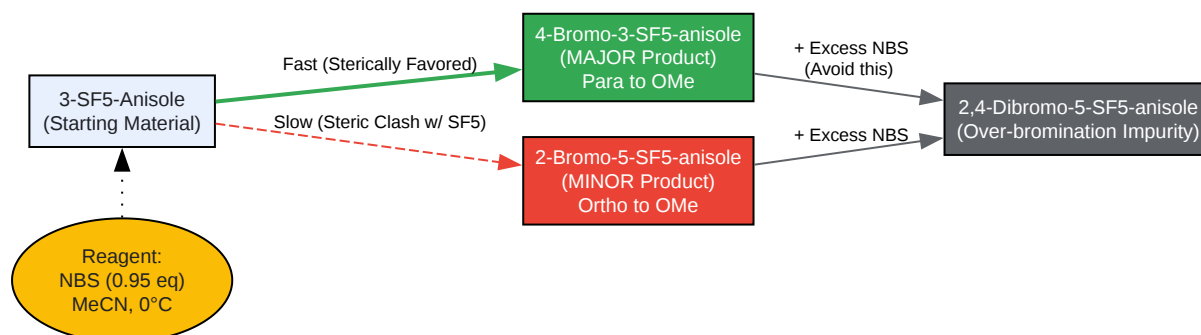 3-SF5-Anisole
(Starting Material)
Reagent:
NBS (0.95 eq)
MeCN, 0°C
Fast (Sterically Favored)
Slow (Steric Clash w/ SF5)
4-Bromo-3-SF5-anisole
(MAJOR Product)
Para to OMe
2-Bromo-5-SF5-anisole
(MINOR Product)
Ortho to OMe
+ Excess NBS
(Avoid this)
+ Excess NBS
2,4-Dibromo-5-SF5-anisole
(Over-bromination Impurity)